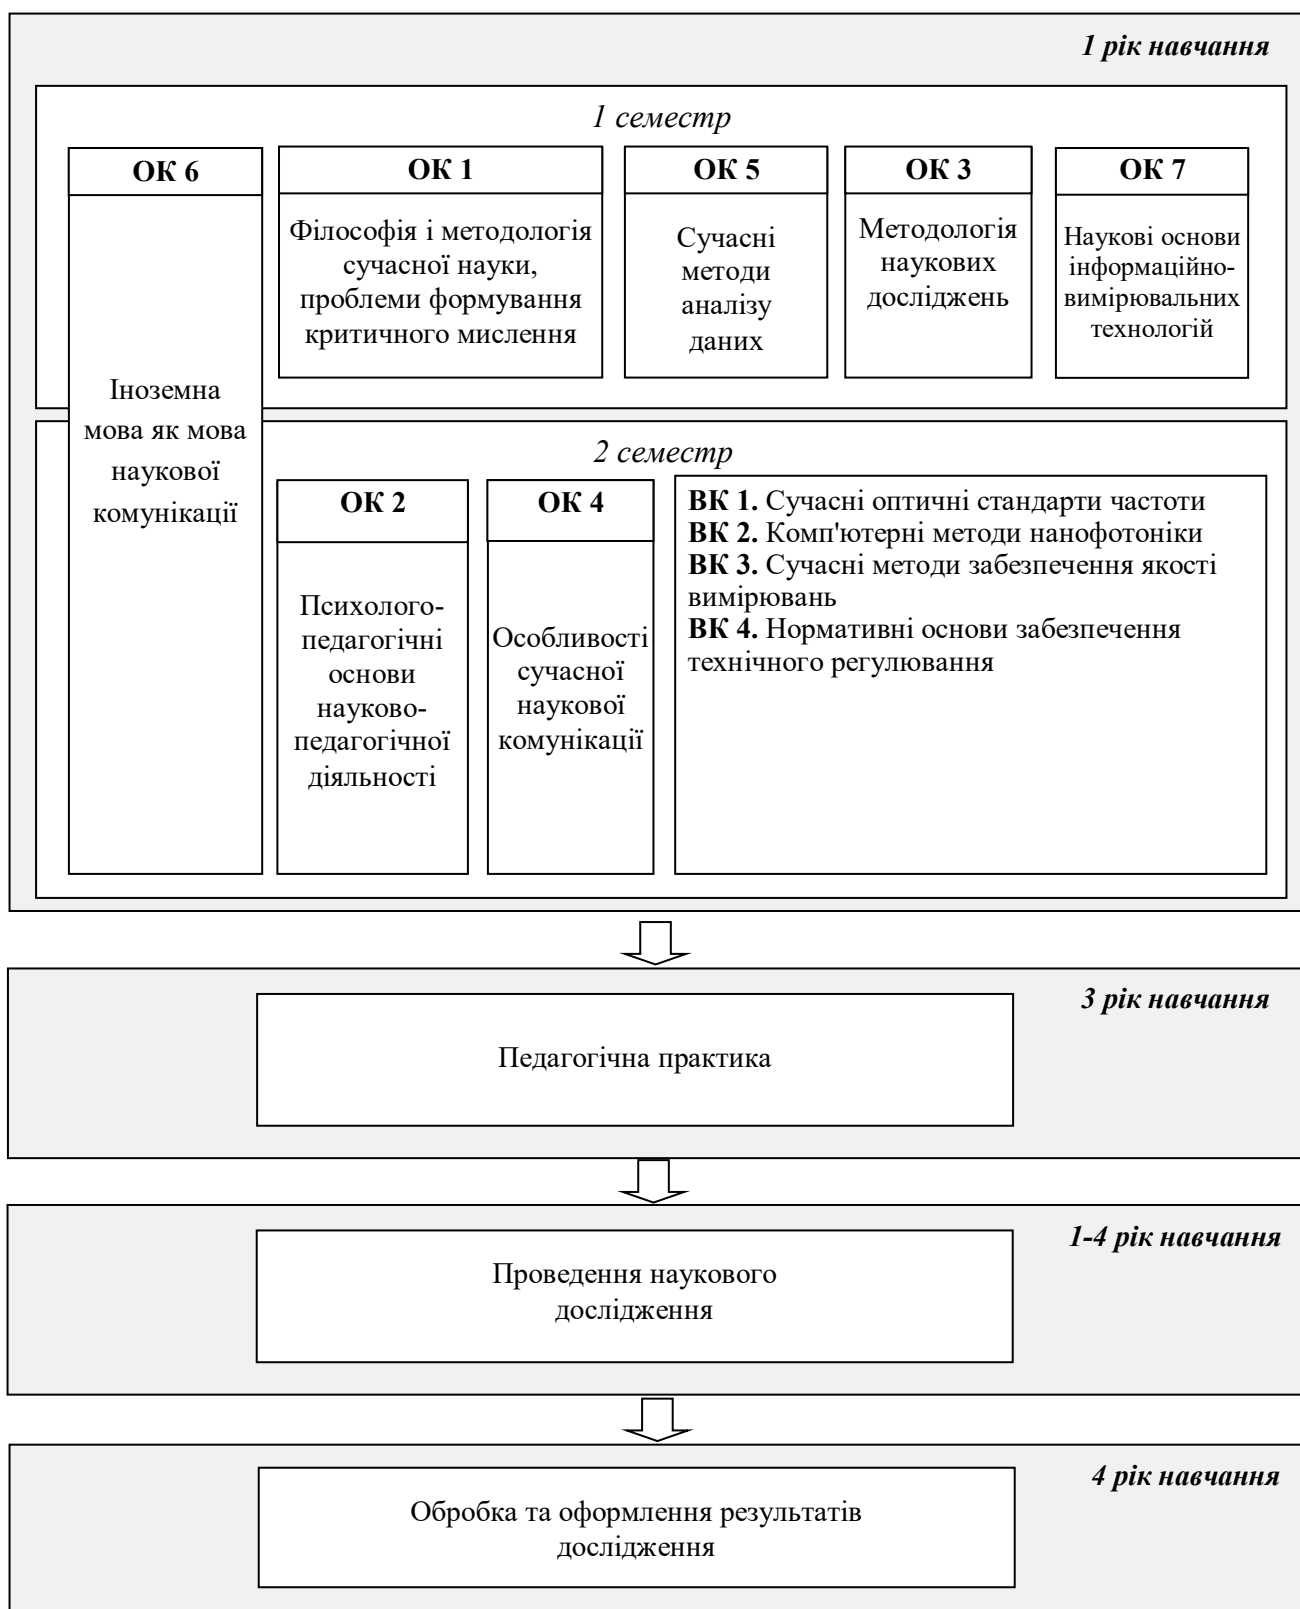 1 рік навчання
1 семестр
ОК 6
ОК 1
ОК 5
ОК 3
ОК 7
Філософія і методологія
сучасної науки,
проблеми формування
критичного мислення
Сучасні
методи
аналізу
даних
Методологія
наукових
досліджень
Наукові основи
інформаційно-
вимірювальних
технологій
Іноземна
мова як мова
наукової
комунікації
2 семестр
ОК 2
ОК 4
Психолого-
педагогічні
основи
науково-
педагогічної
діяльності
Особливості
сучасної
наукової
комунікації
ВК 1. Сучасні оптичні стандарти частоти
ВК 2. Комп'ютерні методи нанофотоніки
ВК 3. Сучасні методи забезпечення якості
вимірювань
ВК 4. Нормативні основи забезпечення
технічного регулювання
3 рік навчання
Педагогічна практика
1-4 рік навчання
Проведення наукового
дослідження
4 рік навчання
Обробка та оформлення результатів
дослідження